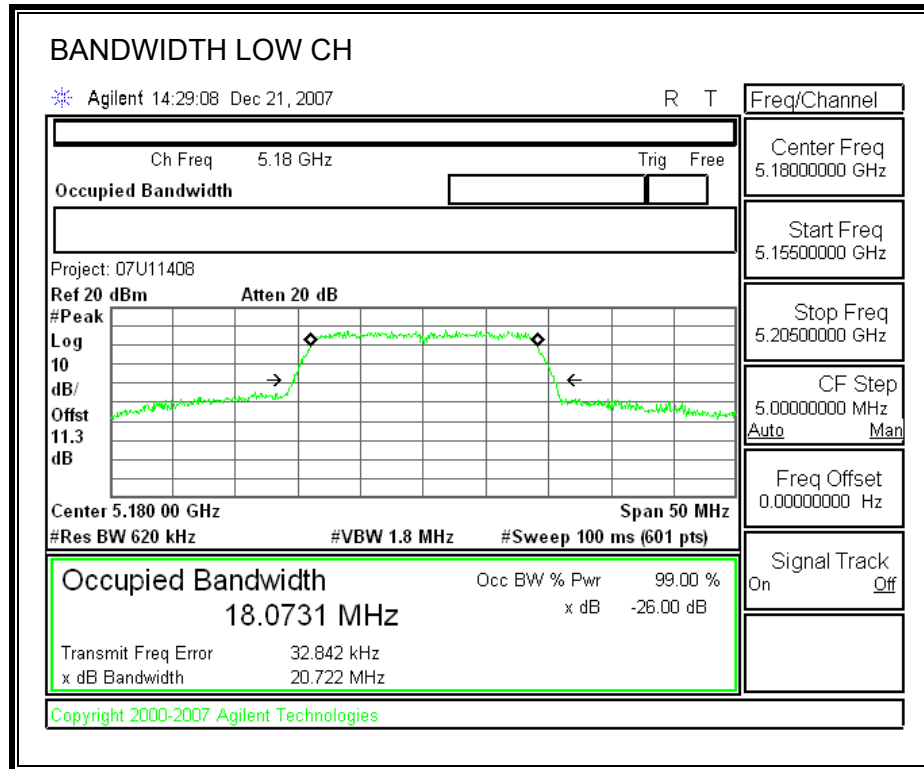 BANDWIDTH LOW CH
Agilent 14:29:08 Dec 21, 2007 R T
Freq/Channel
Ch Freq 5.18 GHz Trig Free
Occupied Bandwidth
Center Freq
5.18000000 GHz
Start Freq
5.15500000 GHz
Stop Freq
5.20500000 GHz
CF Step
5.00000000 MHz
Auto Man
Freq Offset
0.00000000 Hz
Signal Track
On Off
Project: 07U11408
Ref 20 dBm Atten 20 dB
#Peak
Log
10
dB/
Offst
11.3
dB
Center 5.180 00 GHz Span 50 MHz
#Res BW 620 kHz #VBW 1.8 MHz #Sweep 100 ms (601 pts)
Occupied Bandwidth Occ BW % Pwr 99.00 %
18.0731 MHz x dB -26.00 dB
Transmit Freq Error 32.842 kHz
x dB Bandwidth 20.722 MHz
Copyright 2000-2007 Agilent Technologies